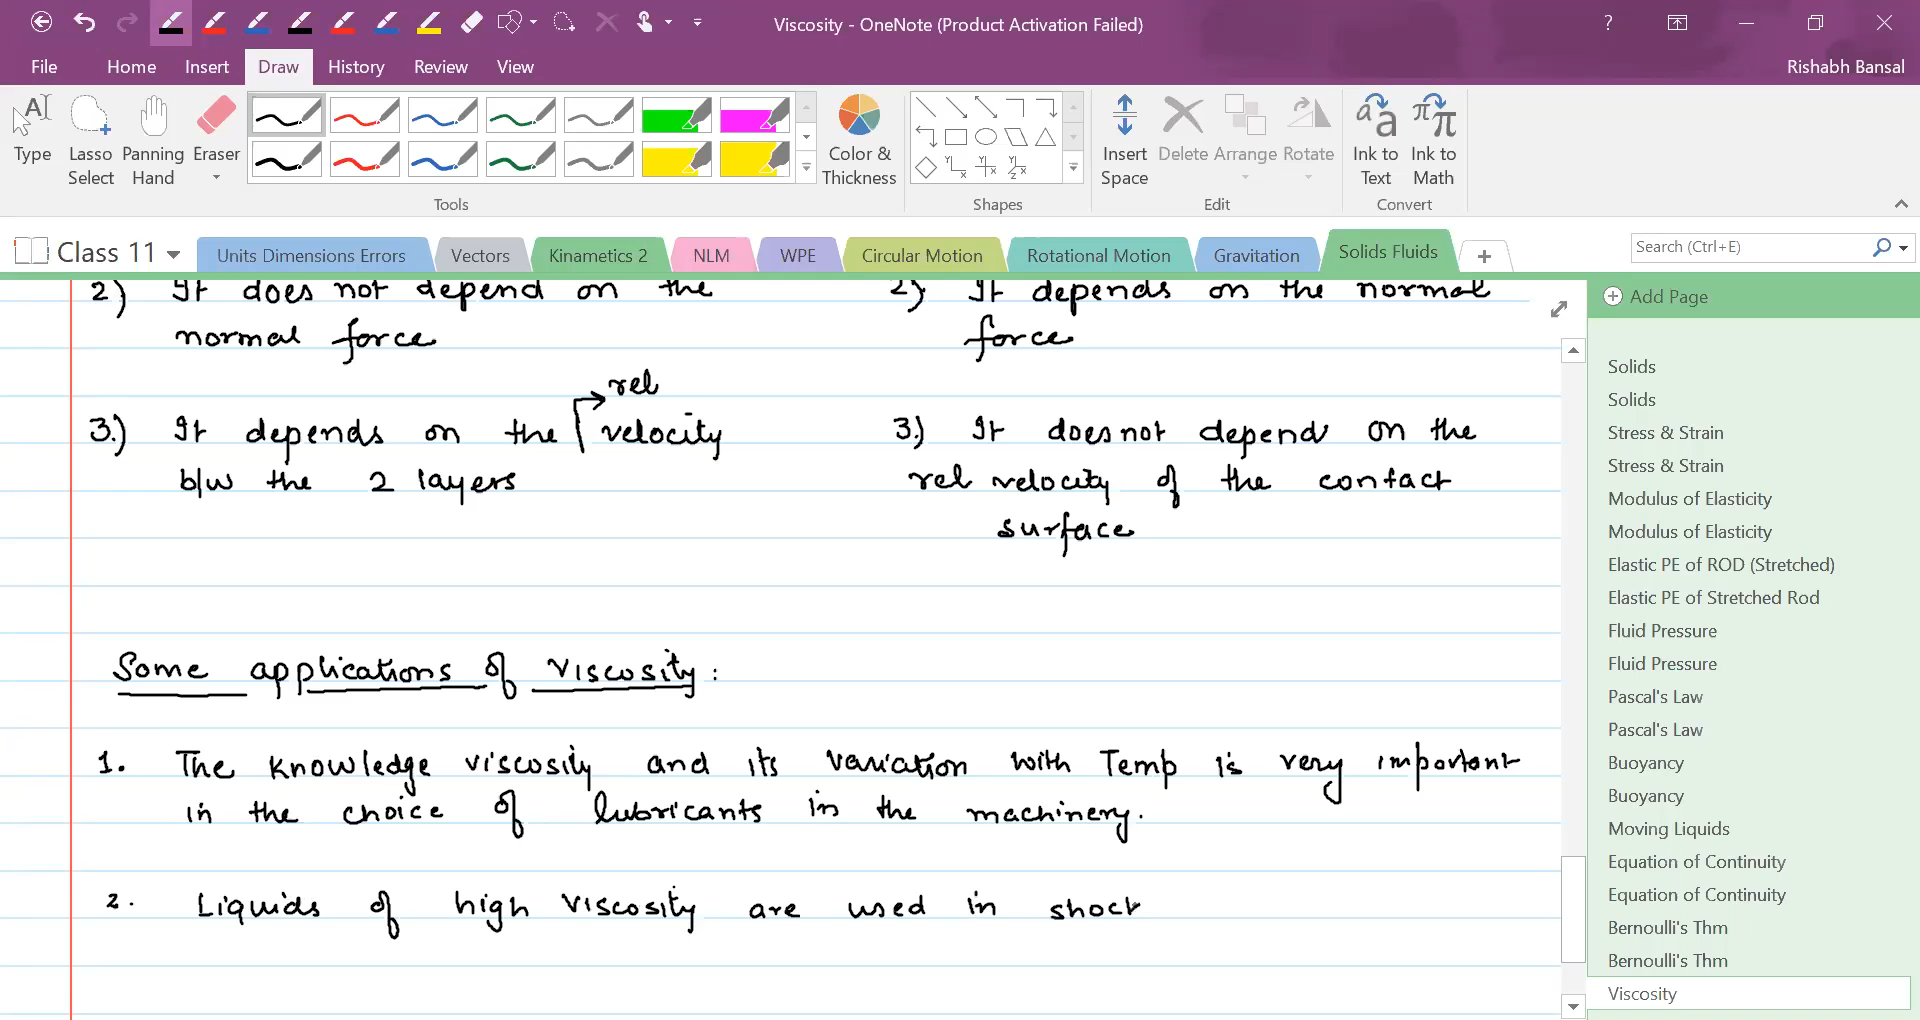 Viscosity - OneNote (Product Activation Failed)
?
File Home Insert Draw History Review View Rishabh Bansal
Type
Lasso Select
Panning Hand
Eraser
Color & Thickness
Insert Space
Delete
Arrange
Rotate
Ink to Text
Ink to Math
Tools Shapes Edit Convert
Class 11
Units Dimensions Errors Vectors Kinametics 2 NLM WPE Circular Motion Rotational Motion Gravitation Solids Fluids
Search (Ctrl+E)
2) It does not depend on the
normal force
rel
3.) It depends on the velocity
b/w the 2 layers
2) It depends on the normal
force
3.) It does not depend on the
rel velocity of the contact
surface
Some applications of viscosity :
1. The knowledge viscosity and its variation with Temp is very important
in the choice of lubricants in the machinery.
2. Liquids of high viscosity are used in shock
Add Page
Solids
Solids
Stress & Strain
Stress & Strain
Modulus of Elasticity
Modulus of Elasticity
Elastic PE of ROD (Stretched)
Elastic PE of Stretched Rod
Fluid Pressure
Fluid Pressure
Pascal's Law
Pascal's Law
Buoyancy
Buoyancy
Moving Liquids
Equation of Continuity
Equation of Continuity
Bernoulli's Thm
Bernoulli's Thm
Viscosity